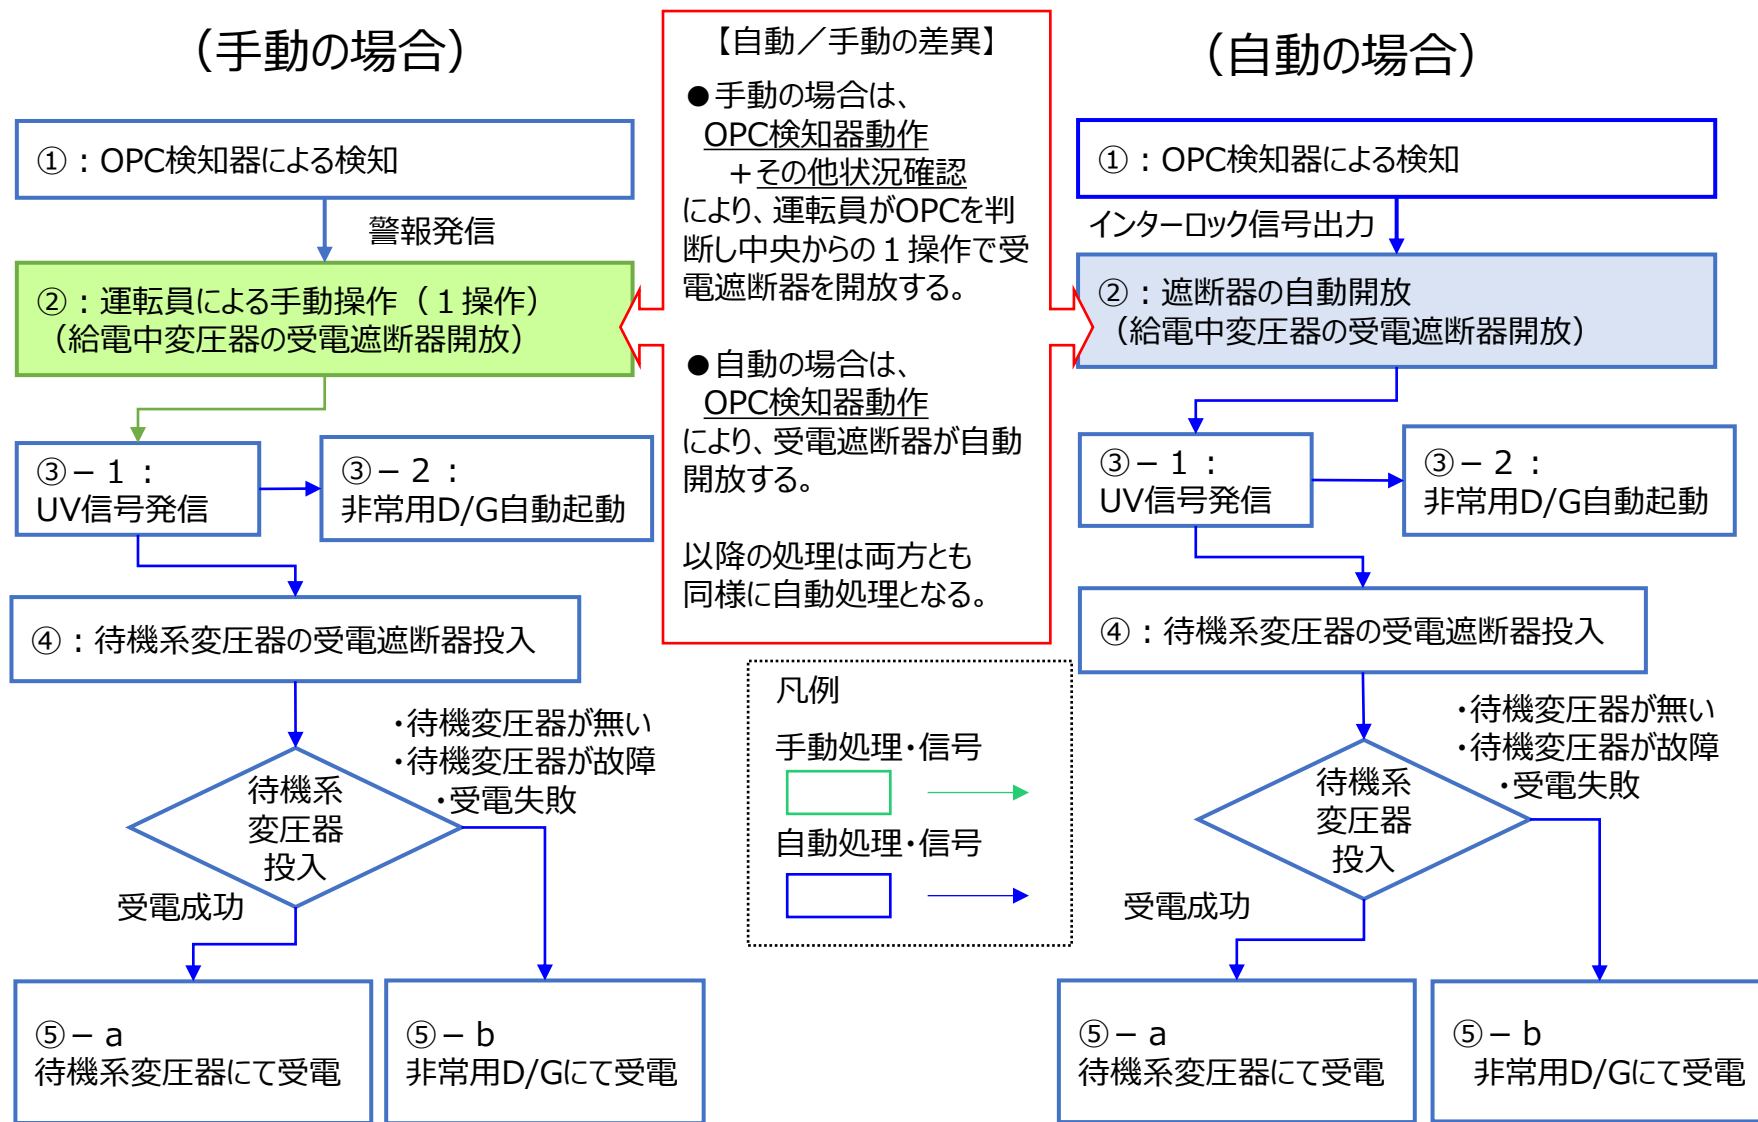 （手動の場合）
①：OPC検知器による検知
警報発信
②：運転員による手動操作（１操作）
（給電中変圧器の受電遮断器開放）
③－１：
UV信号発信
③－２：
非常用D/G自動起動
④：待機系変圧器の受電遮断器投入
・待機変圧器が無い
・待機変圧器が故障
・受電失敗
待機系
変圧器
投入
受電成功
⑤－a
待機系変圧器にて受電
⑤－b
非常用D/Gにて受電
【自動／手動の差異】
●手動の場合は、
OPC検知器動作
＋その他状況確認
により、運転員がOPCを判
断し中央からの１操作で受
電遮断器を開放する。
●自動の場合は、
OPC検知器動作
により、受電遮断器が自動
開放する。
以降の処理は両方とも
同様に自動処理となる。
凡例
手動処理・信号
自動処理・信号
（自動の場合）
①：OPC検知器による検知
インターロック信号出力
②：遮断器の自動開放
（給電中変圧器の受電遮断器開放）
③－１：
UV信号発信
③－２：
非常用D/G自動起動
④：待機系変圧器の受電遮断器投入
・待機変圧器が無い
・待機変圧器が故障
・受電失敗
待機系
変圧器
投入
受電成功
⑤－a
待機系変圧器にて受電
⑤－b
非常用D/Gにて受電